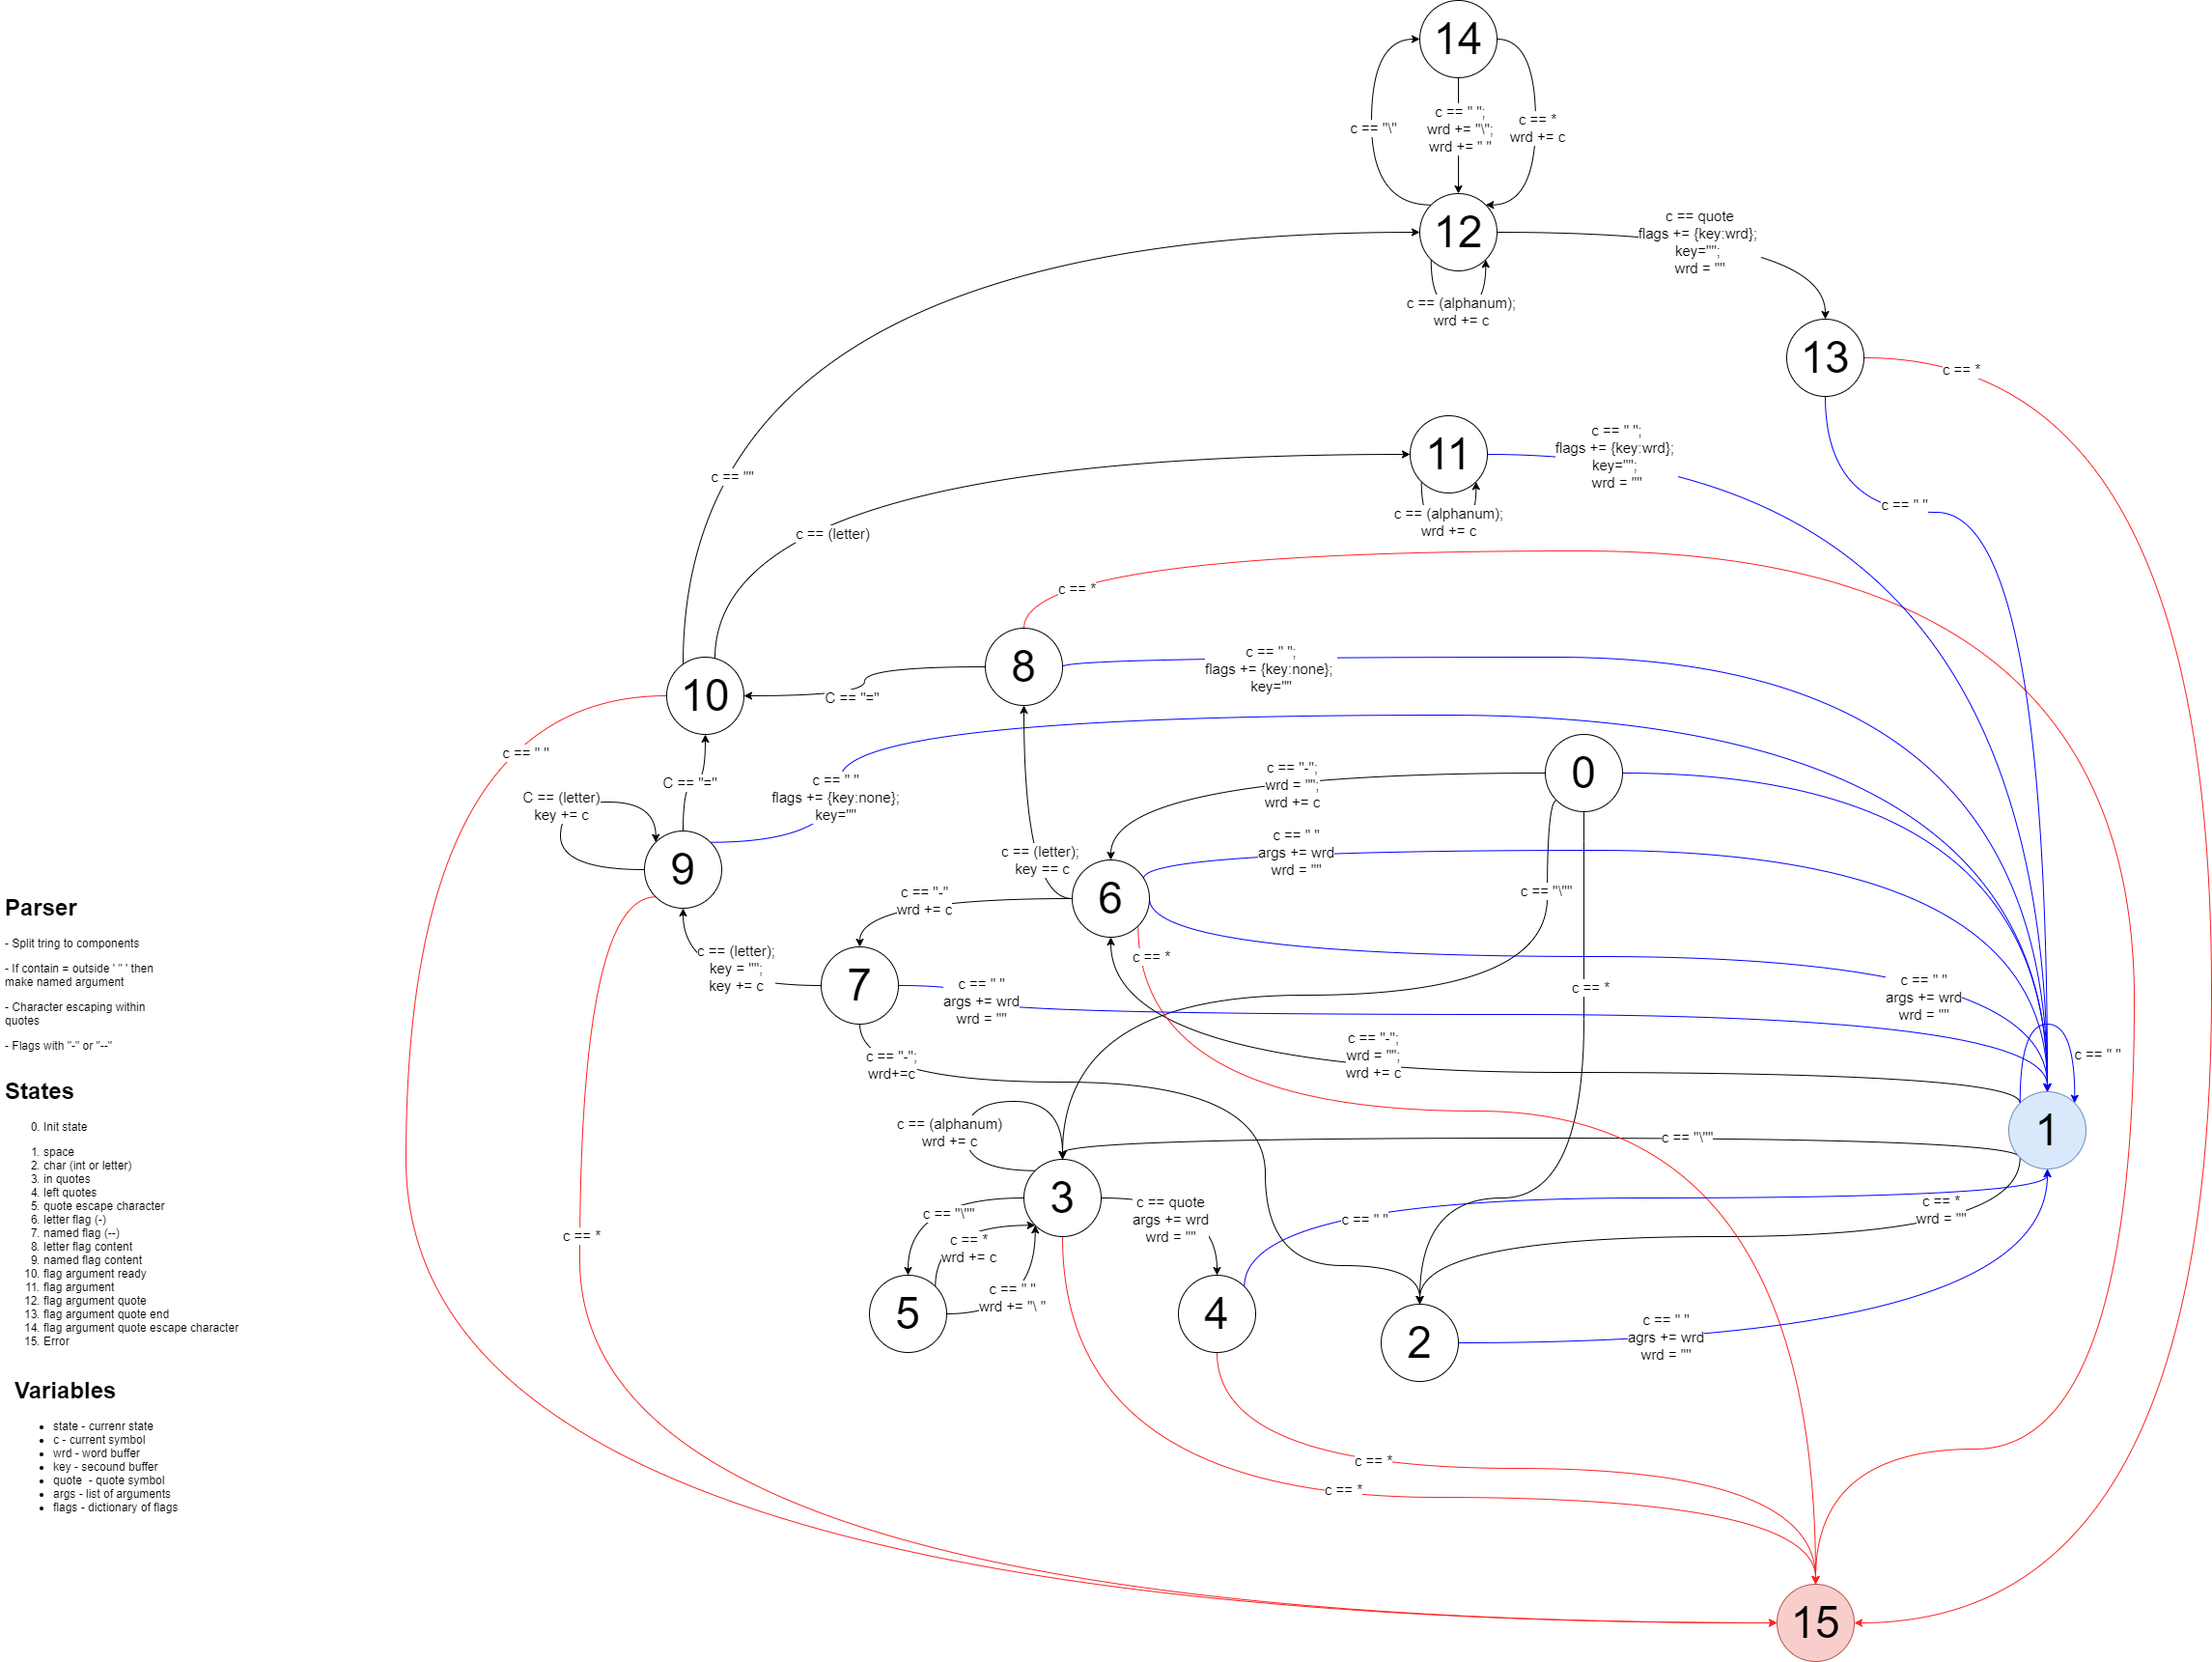 14
c == " ";
wrd += "\";
wrd += " "
c == *
wrd += c
c == "\"
12
c == quote
flags += {key:wrd};
key="";
wrd = ""
c == (alphanum);
wrd += c
13
c == *
11
c == " ";
flags += {key:wrd};
key="";
wrd = ""
c == ""
c == " "
c == (alphanum);
wrd += c
c == (letter)
c == *
8
c == " ";
flags += {key:none};
key=""
10
C == "="
c == " "
0
c == "-";
wrd = "";
wrd += c
C == "="
c == " "
flags += {key:none};
key=""
C == (letter)
key += c
c == " "
args += wrd
wrd = ""
c == (letter);
key == c
9
6
c == "\""
c == "-"
wrd += c
Parser
- Split tring to components
- If contain = outside ' " ' then
make named argument
- Character escaping within
quotes
- Flags with "-" or "--"
c == (letter);
key = "";
key += c
7
c == *
c == " "
args += wrd
wrd = ""
c == *
c == " "
args += wrd
wrd = ""
c == "-";
wrd+=c
c == "-";
wrd = "";
wrd += c
c == " "
States
0. Init state
1. space
2. char (int or letter)
3. in quotes
4. left quotes
5. quote escape character
6. letter flag (-)
7. named flag (--)
8. letter flag content
9. named flag content
10. flag argument ready
11. flag argument
12. flag argument quote
13. flag argument quote end
14. flag argument quote escape character
15. Error
c == (alphanum)
wrd += c
c == "\""
1
3
c == quote
args += wrd
wrd = ""
c == "\""
c == *
wrd += c
c == " "
wrd += "\ "
c == " "
c == *
wrd = ""
c == *
5
4
2
c == " "
agrs += wrd
wrd = ""
Variables
• state - currenr state
• c - current symbol
• wrd - word buffer
• key - secound buffer
• quote - quote symbol
• args - list of arguments
• flags - dictionary of flags
c == *
c == *
15